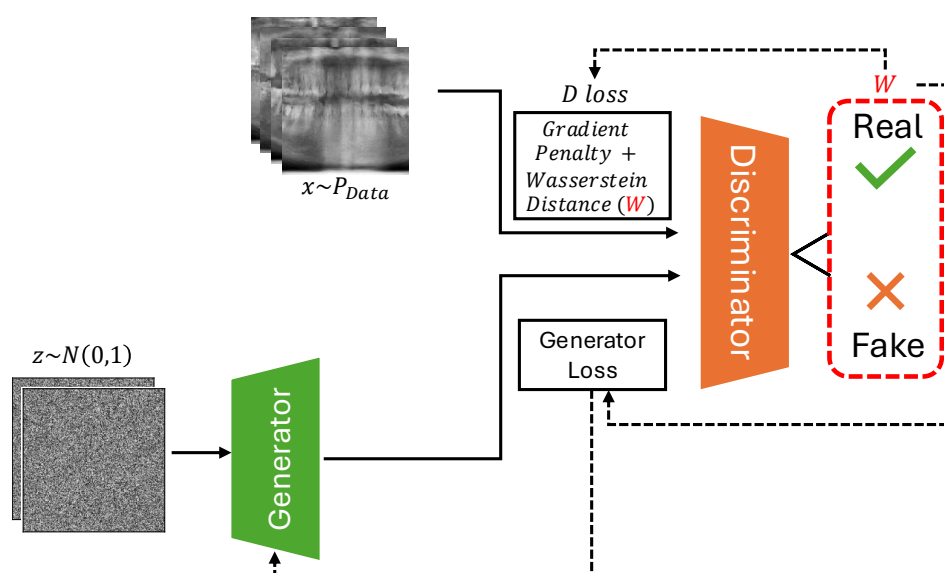 W
D loss
Real
Gradient
Penalty +
Wasserstein
Distance (W)
x~P_Data
Discriminator
Generator
Loss
Fake
z~N(0,1)
Generator